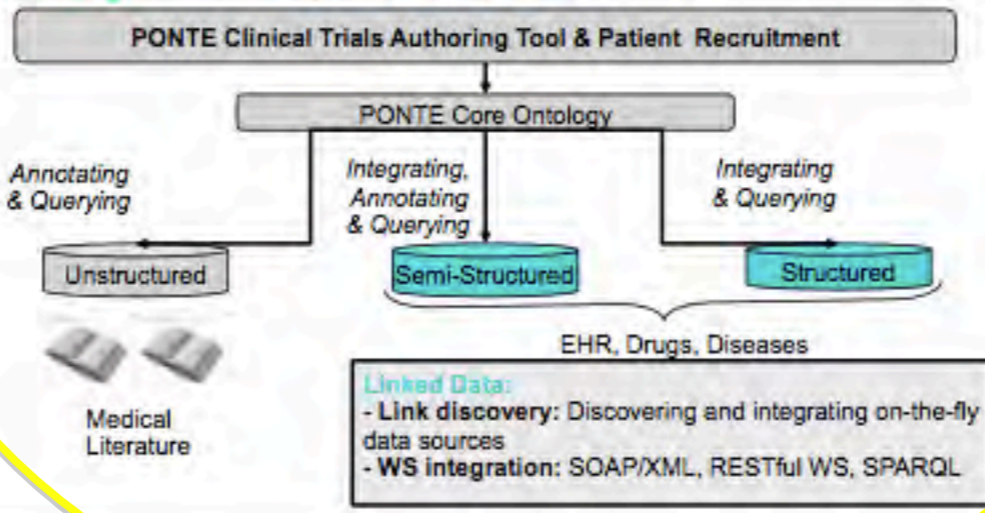 PONTE Clinical Trials Authoring Tool & Patient Recruitment
PONTE Core Ontology
Annotating
& Querying
Integrating,
Annotating
& Querying
Integrating
& Querying
Unstructured
Semi-Structured
Structured
EHR, Drugs, Diseases
Medical
Literature
Linked Data:
- Link discovery: Discovering and integrating on-the-fly
data sources
- WS integration: SOAP/XML, RESTful WS, SPARQL